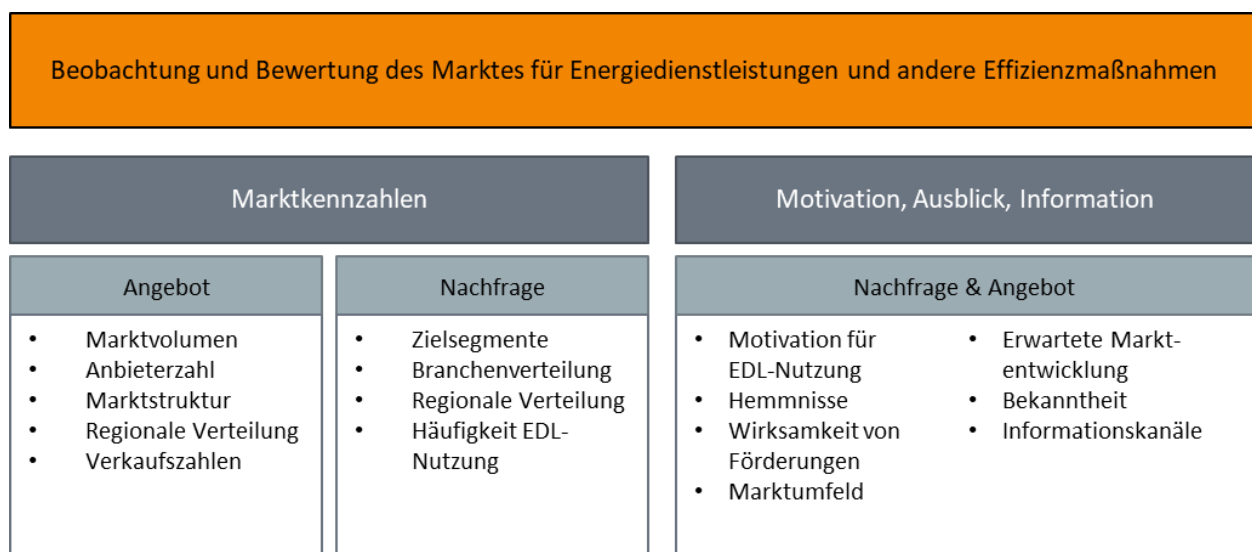 Beobachtung und Bewertung des Marktes für Energiedienstleistungen und andere Effizienzmaßnahmen
Marktkennzahlen
Angebot
• Marktvolumen
• Anbieterzahl
• Marktstruktur
• Regionale Verteilung
• Verkaufszahlen
Nachfrage
• Zielsegmente
• Branchenverteilung
• Regionale Verteilung
• Häufigkeit EDL-
Nutzung
Motivation, Ausblick, Information
Nachfrage & Angebot
• Motivation für
EDL-Nutzung
• Hemmnisse
• Wirksamkeit von
Förderungen
• Marktumfeld
• Erwartete Markt-
entwicklung
• Bekanntheit
• Informationskanäle